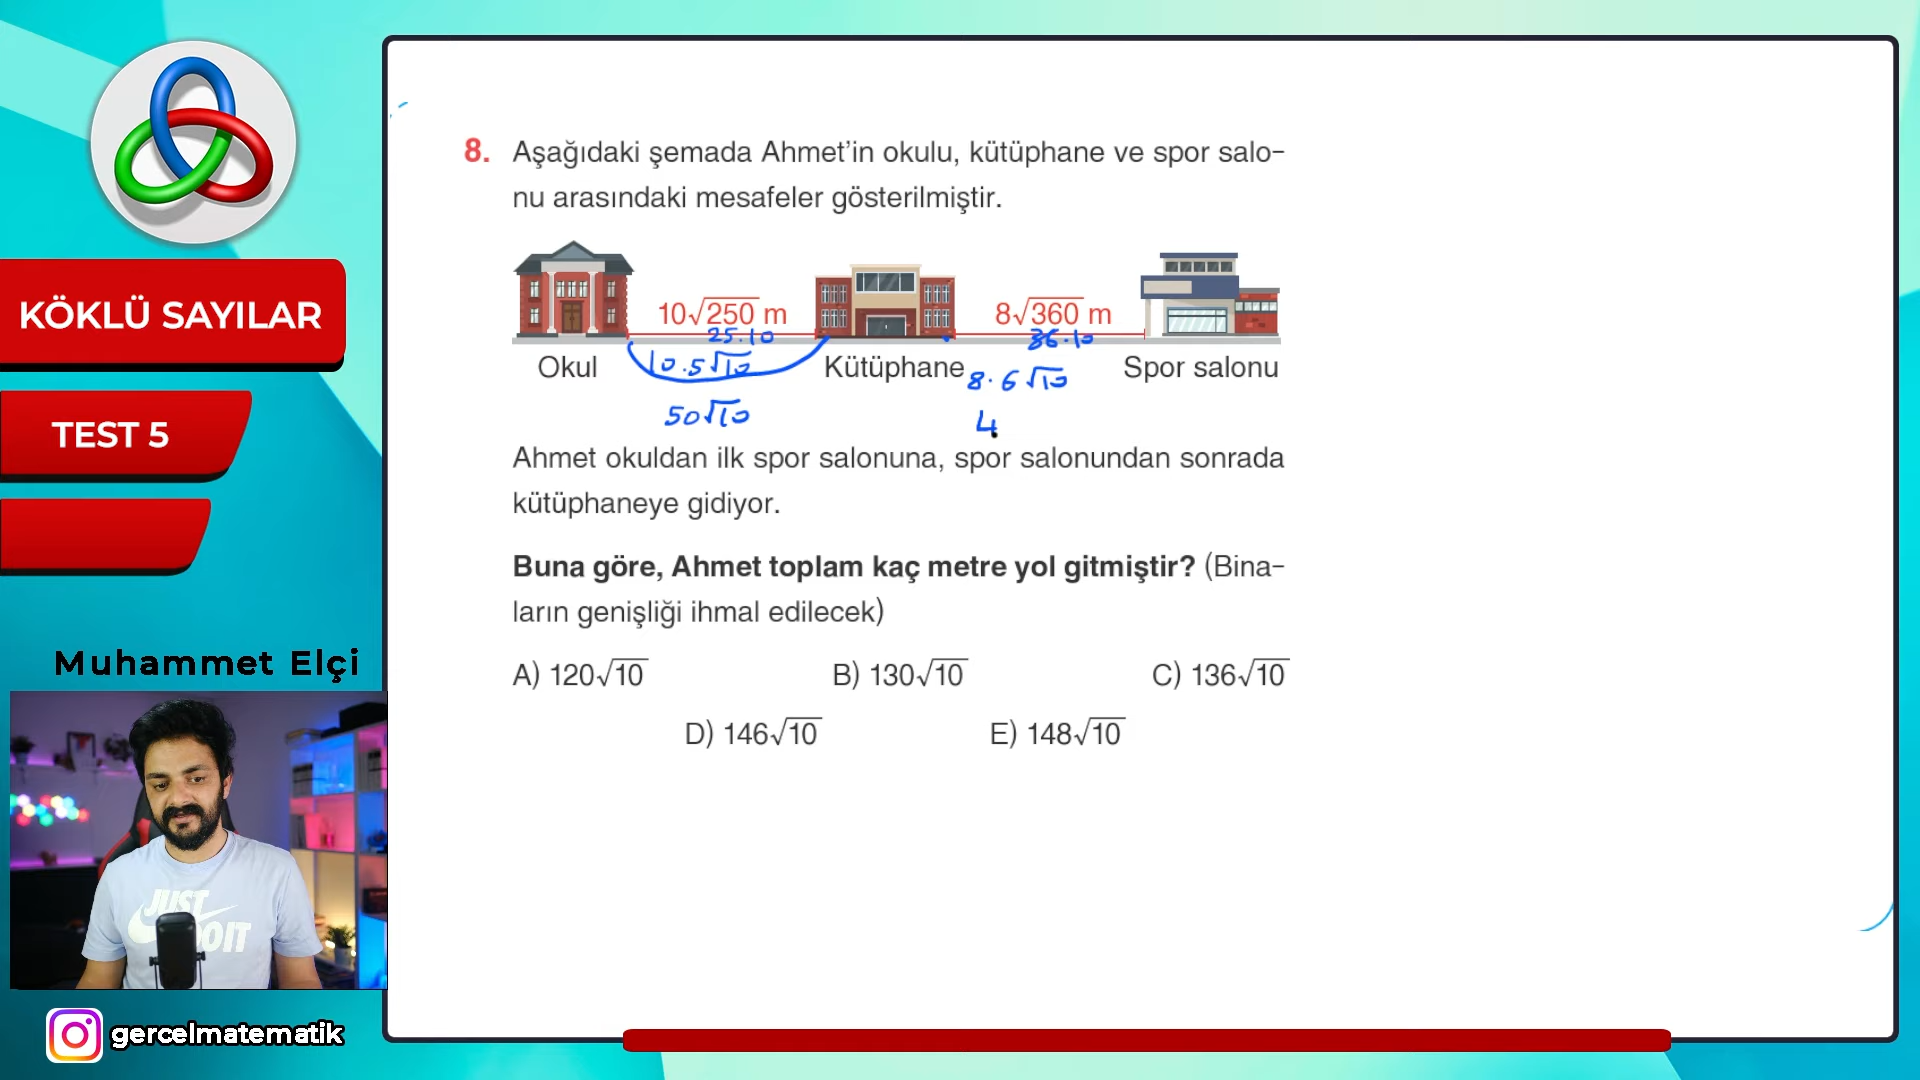 KÖKLÜ SAYILAR
TEST 5
Muhammet Elçi
JUST
DO IT
gercelmatematik
8. Aşağıdaki şemada Ahmet’in okulu, kütüphane ve spor salo-
nu arasındaki mesafeler gösterilmiştir.
10√250 m 8√360 m
25.10 36.10
Okul Kütüphane Spor salonu
10.5√10 8.6√10
50√10 4
Ahmet okuldan ilk spor salonuna, spor salonundan sonrada
kütüphaneye gidiyor.
Buna göre, Ahmet toplam kaç metre yol gitmiştir? (Bina-
ların genişliği ihmal edilecek)
A) 120√10 B) 130√10 C) 136√10
D) 146√10 E) 148√10